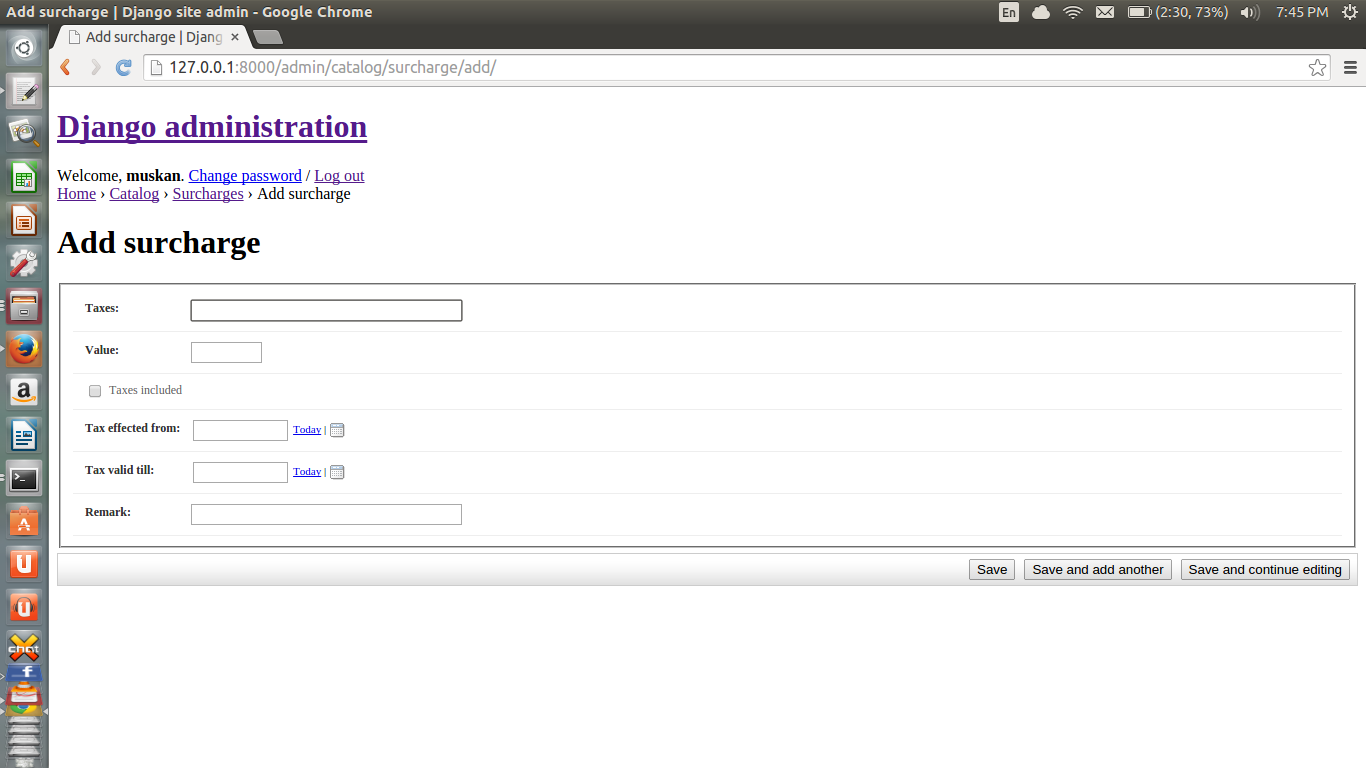 Add surcharge | Django site admin - Google Chrome
En (2:30, 73%) 7:45 PM
Add surcharge | Djang
127.0.0.1:8000/admin/catalog/surcharge/add/
Django administration
Welcome, muskan. Change password / Log out
Home › Catalog › Surcharges › Add surcharge
Add surcharge
Taxes:
Value:
Taxes included
Tax effected from: Today |
Tax valid till: Today |
Remark:
Save Save and add another Save and continue editing